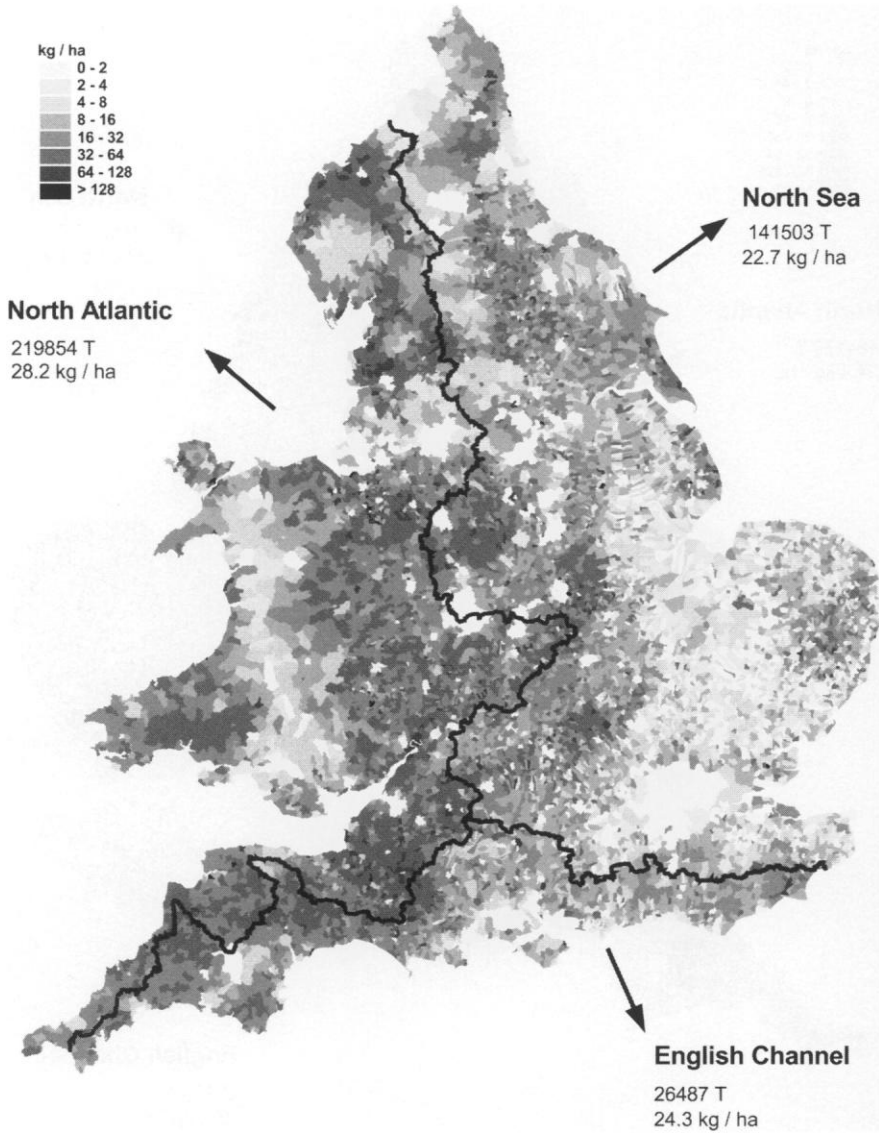 kg / ha
0 - 2
2 - 4
4 - 8
8 - 16
16 - 32
32 - 64
64 - 128
> 128
North Sea
141503 T
22.7 kg / ha
North Atlantic
219854 T
28.2 kg / ha
English Channel
26487 T
24.3 kg / ha